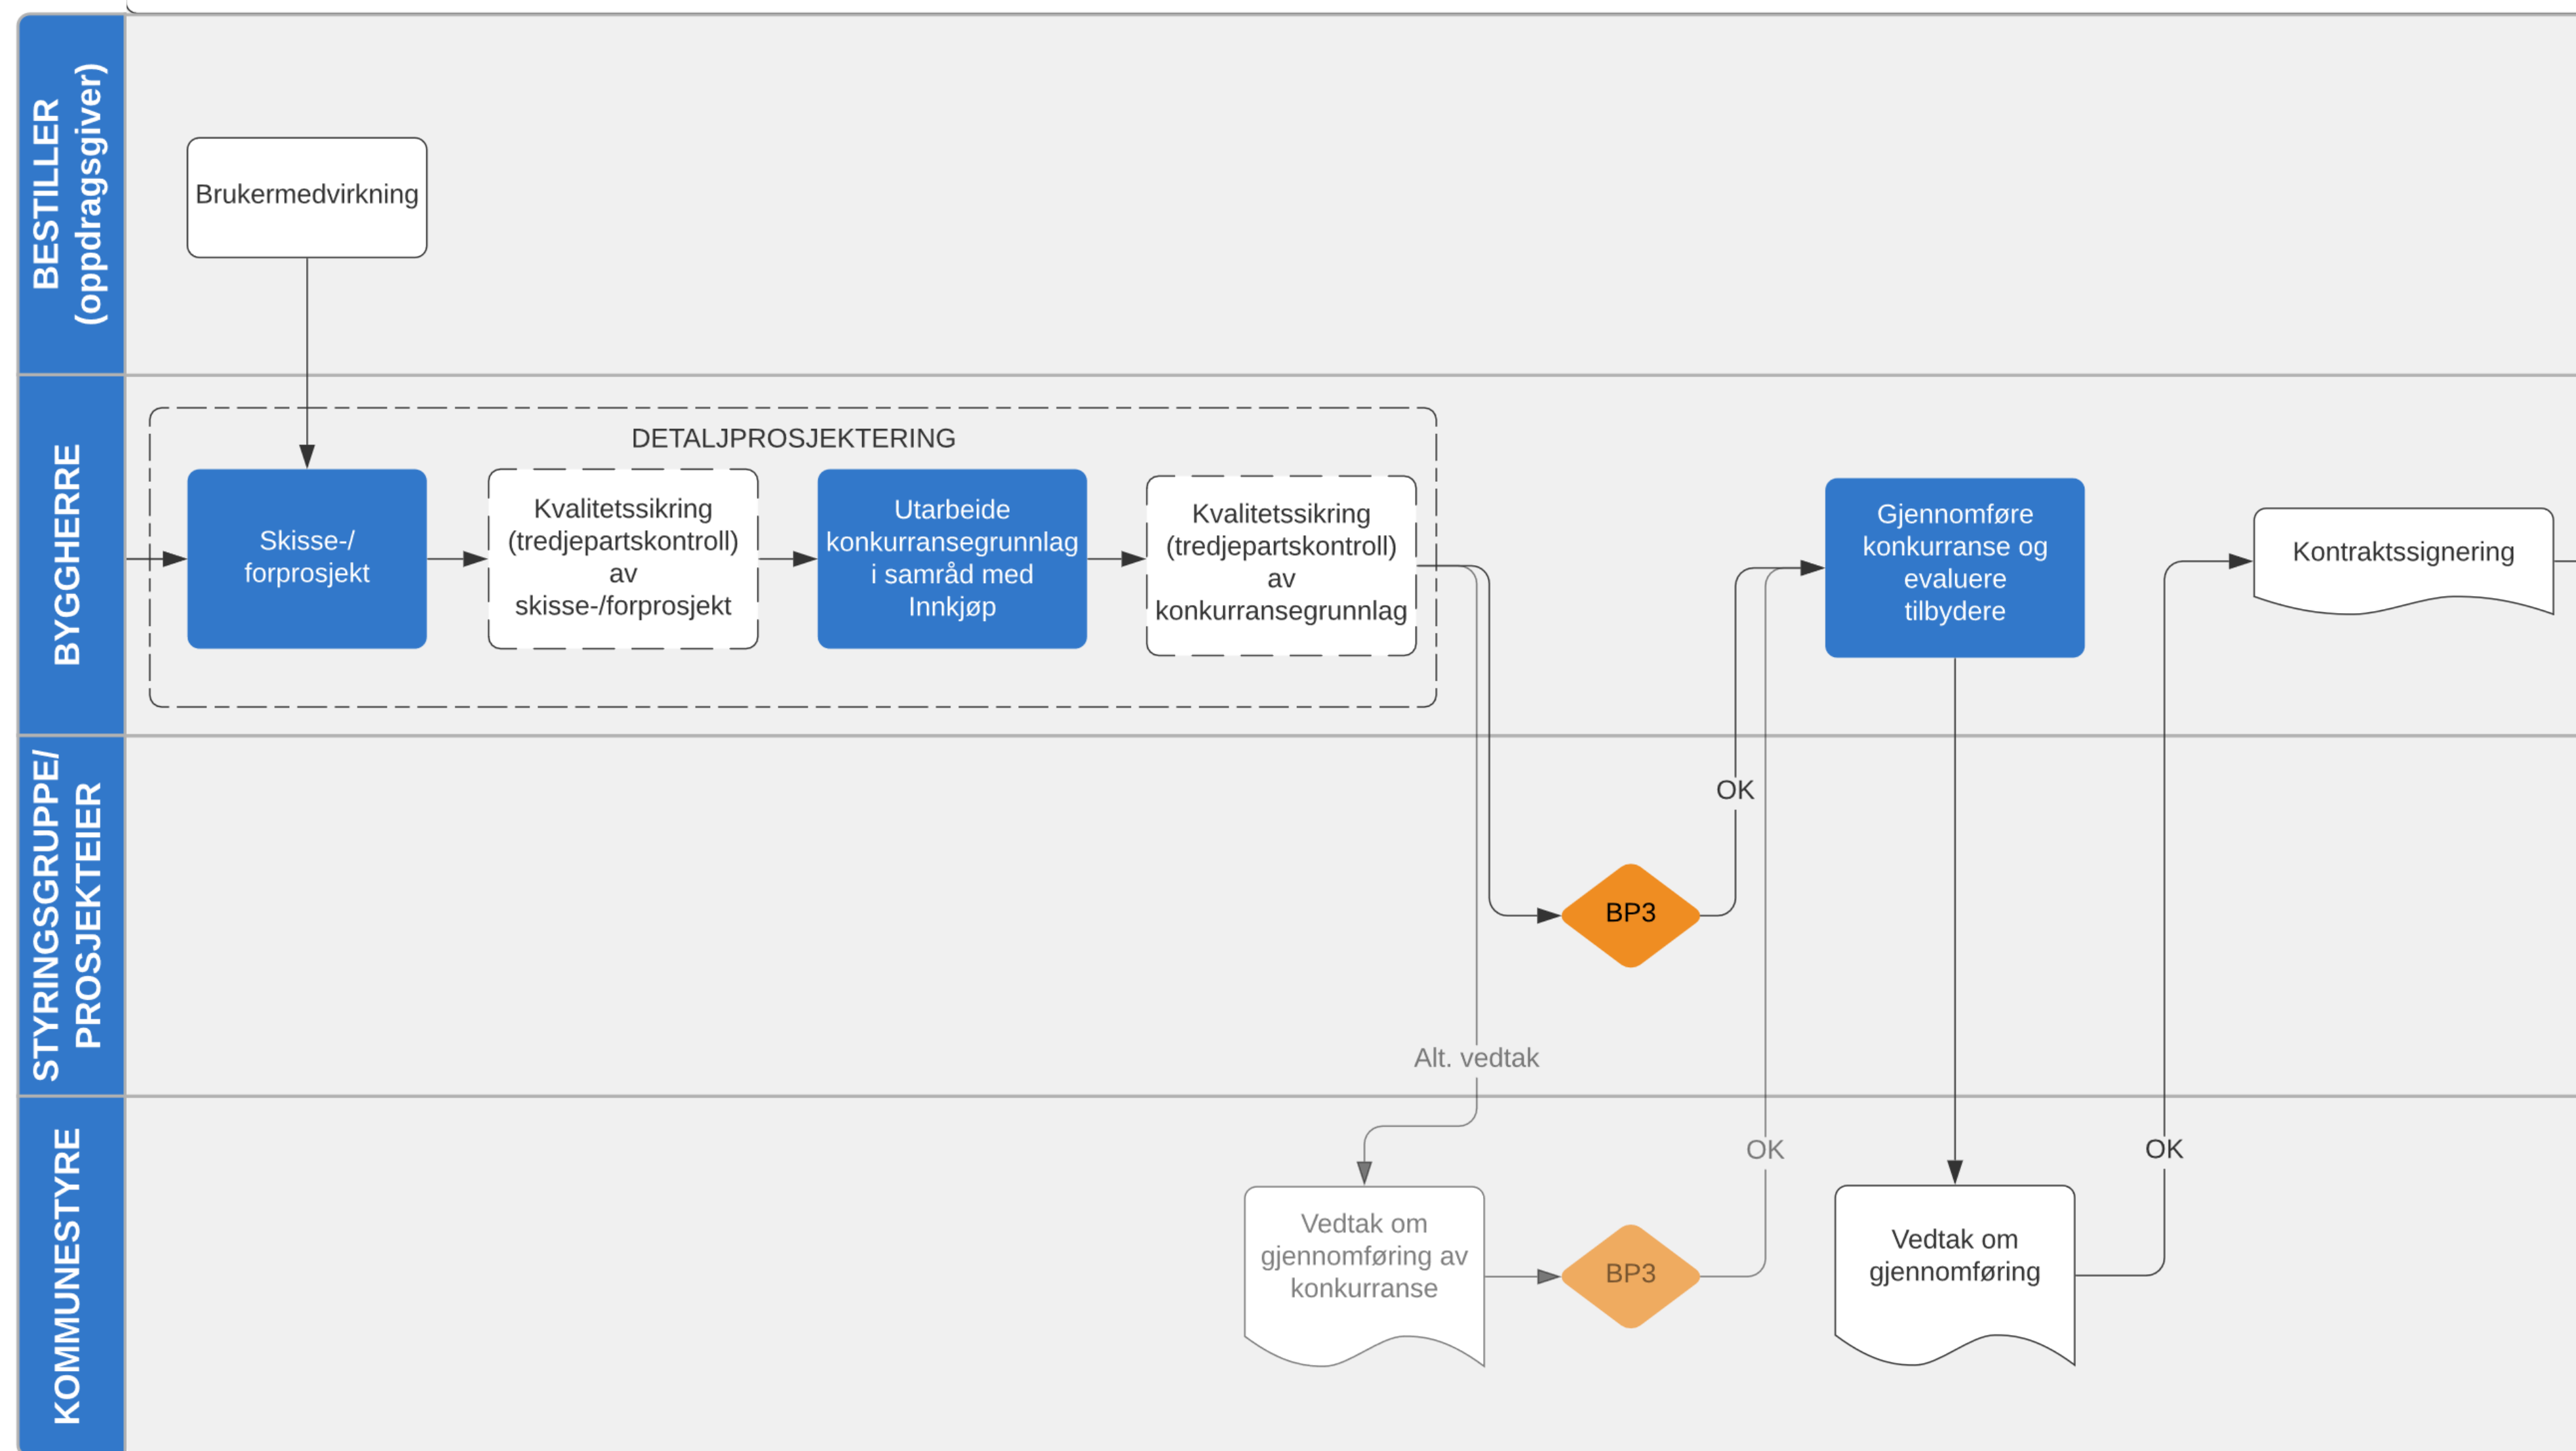 BESTILLER
(oppdragsgiver)
Brukermedvirkning
BYGGHERRE
DETALJPROSJEKTERING
Skisse-/
forprosjekt
Kvalitetssikring
(tredjepartskontroll)
av
skisse-/forprosjekt
Utarbeide
konkurransegrunnlag
i samråd med
Innkjøp
Kvalitetssikring
(tredjepartskontroll)
av
konkurransegrunnlag
Gjennomføre
konkurranse og
evaluere
tilbydere
Kontraktssignering
STYRINGSGRUPPE/
PROSJEKTEIER
OK
BP3
Alt. vedtak
KOMMUNESTYRE
OK
OK
Vedtak om
gjennomføring av
konkurranse
BP3
Vedtak om
gjennomføring